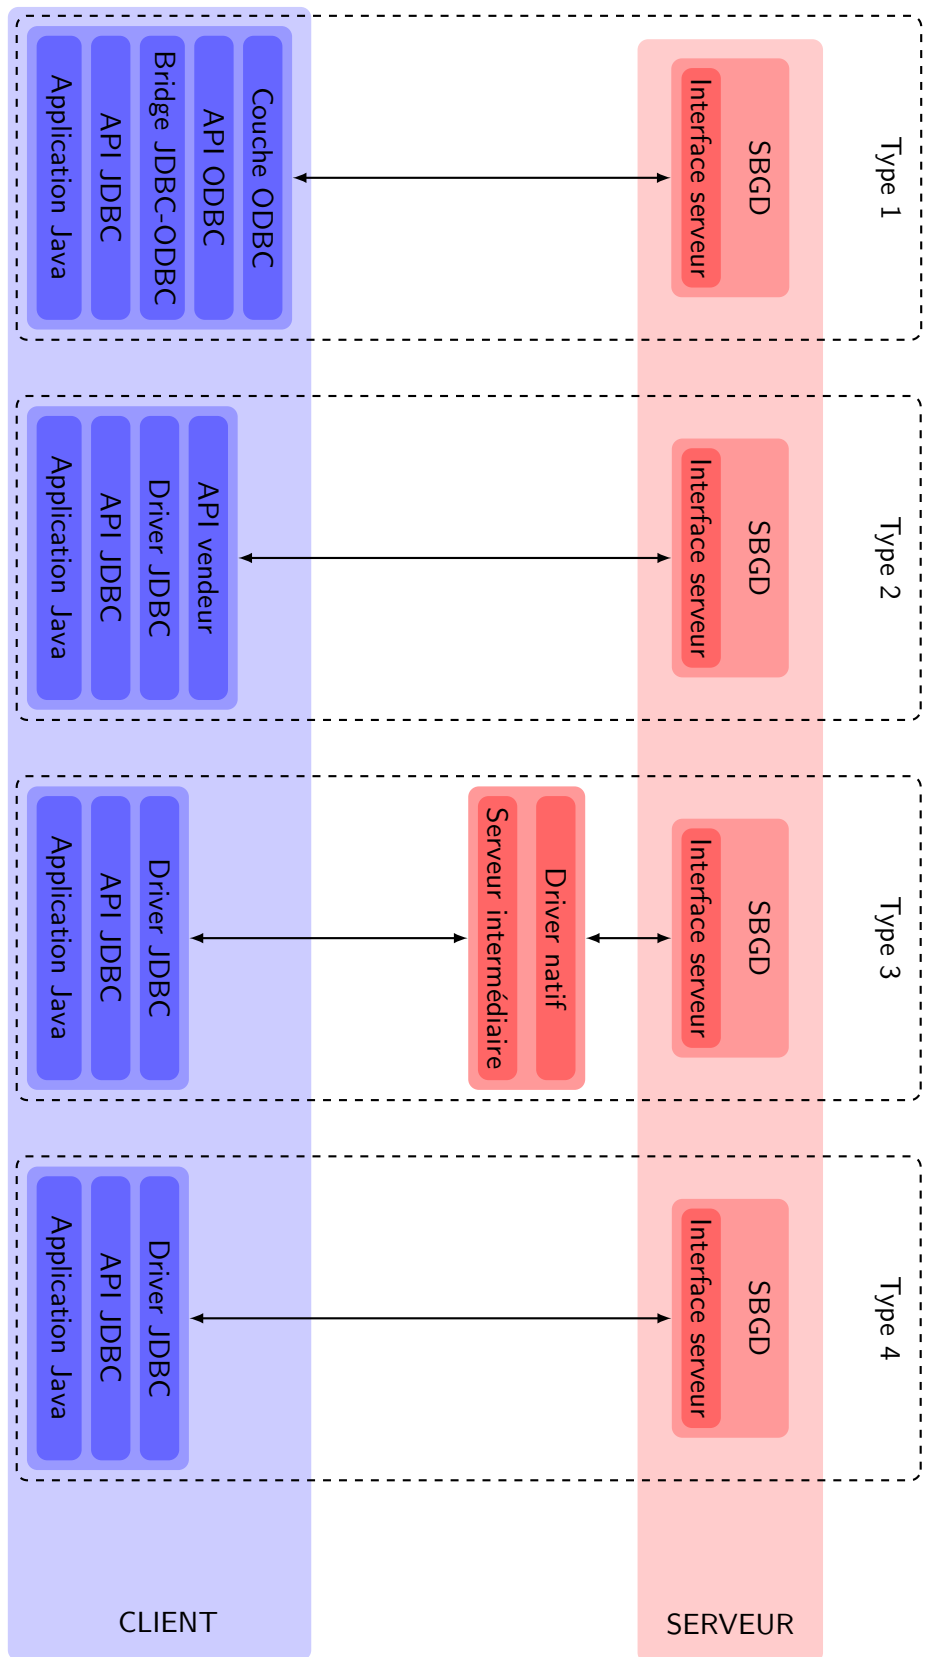 Type 1
SBGD
Interface serveur
Couche ODBC
API ODBC
Bridge JDBC-ODBC
API JDBC
Application Java
Type 2
SBGD
Interface serveur
API vendeur
Driver JDBC
API JDBC
Application Java
Type 3
SBGD
Interface serveur
Driver natif
Serveur intermédiaire
Driver JDBC
API JDBC
Application Java
Type 4
SBGD
Interface serveur
Driver JDBC
API JDBC
Application Java
SERVEUR
CLIENT